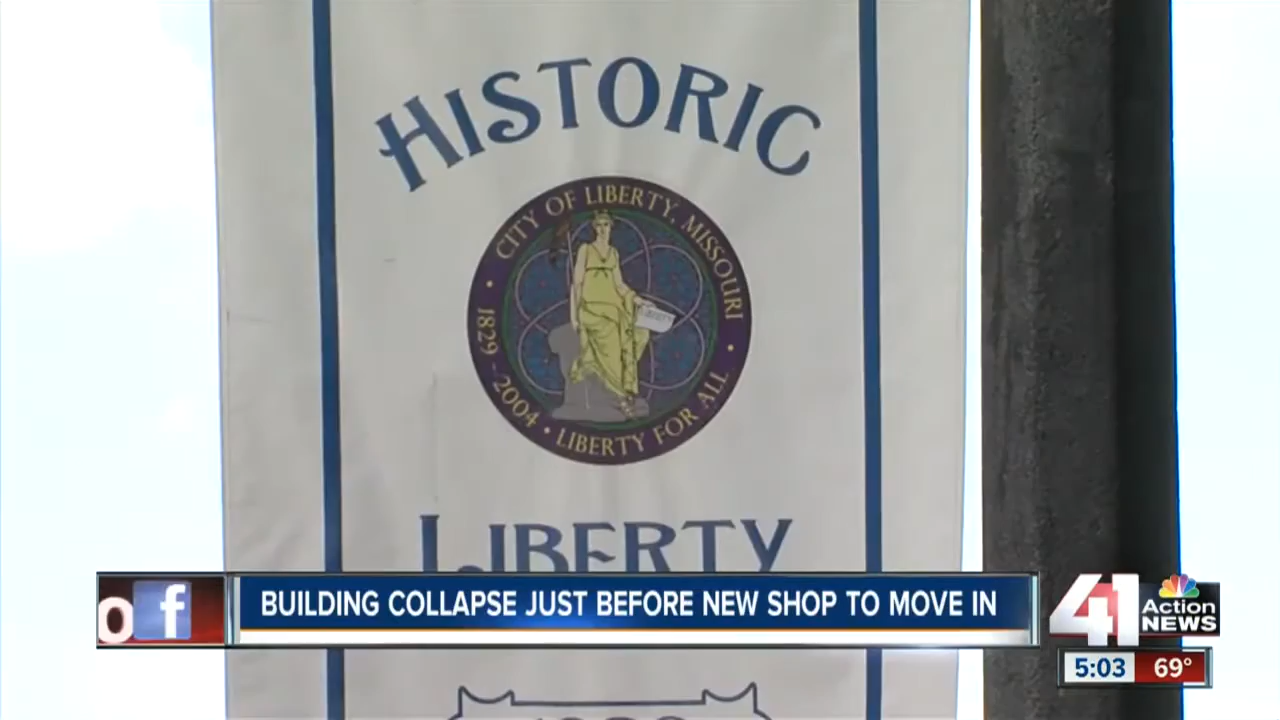 HISTORIC
CITY OF LIBERTY, MISSOURI
1829 - 2004 • LIBERTY FOR ALL
LIBERTY
LIBERTY
BUILDING COLLAPSE JUST BEFORE NEW SHOP TO MOVE IN
f
41 Action NEWS
5:03 69°